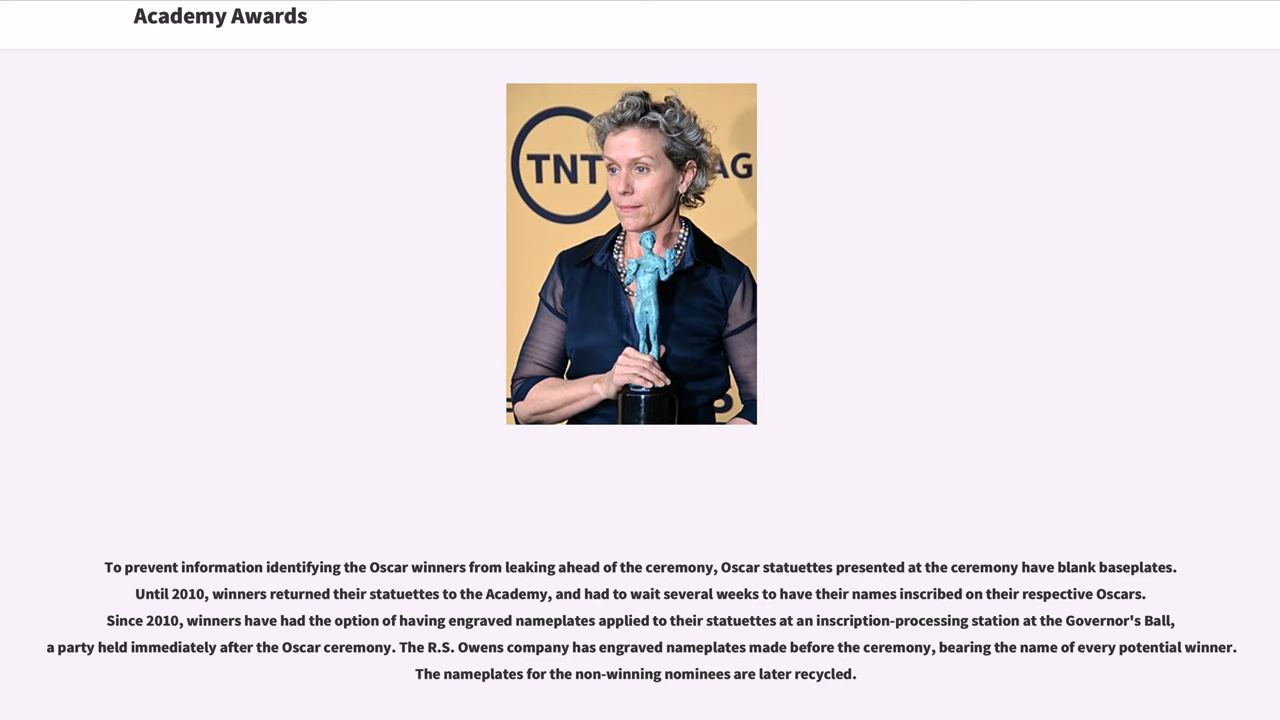 Academy Awards
TNT
AG
To prevent information identifying the Oscar winners from leaking ahead of the ceremony, Oscar statuettes presented at the ceremony have blank baseplates.
Until 2010, winners returned their statuettes to the Academy, and had to wait several weeks to have their names inscribed on their respective Oscars.
Since 2010, winners have had the option of having engraved nameplates applied to their statuettes at an inscription-processing station at the Governor's Ball,
a party held immediately after the Oscar ceremony. The R.S. Owens company has engraved nameplates made before the ceremony, bearing the name of every potential winner.
The nameplates for the non-winning nominees are later recycled.